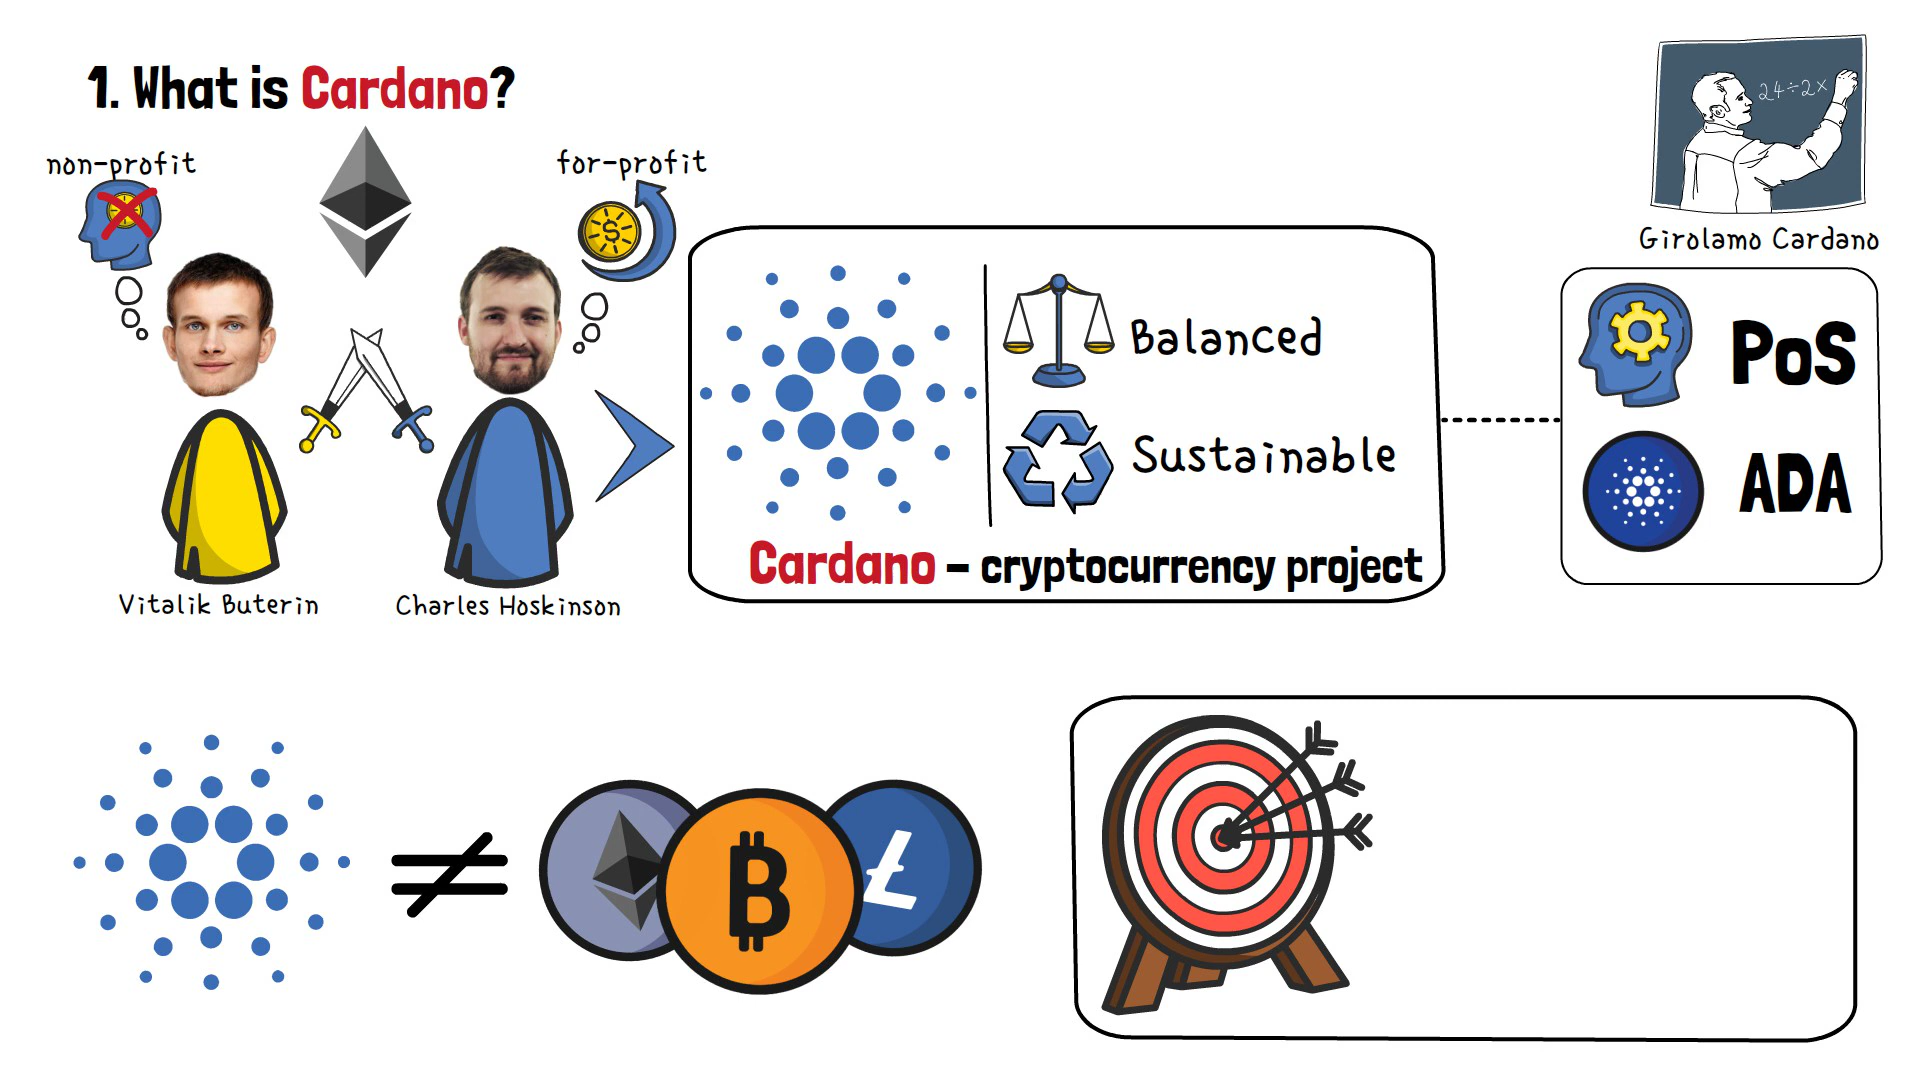 1. What is Cardano?
non-profit
for-profit
Vitalik Buterin
Charles Hoskinson
Balanced
Sustainable
Cardano – cryptocurrency project
24÷2x
Girolamo Cardano
PoS
ADA